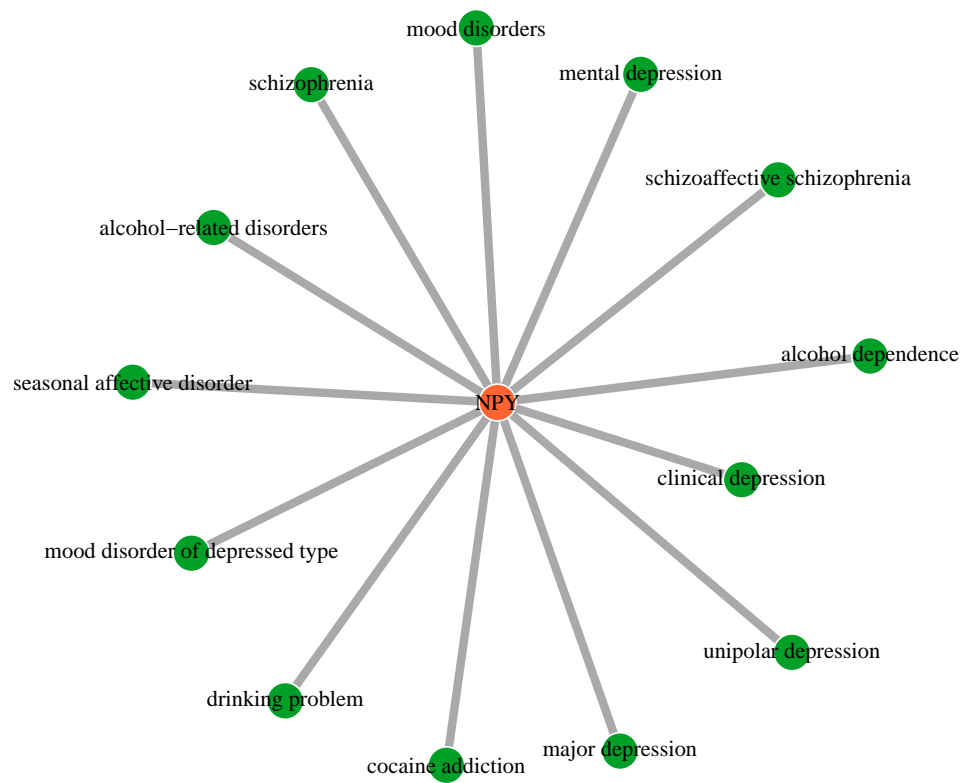 mood disorders
mental depression
schizophrenia
schizoaffective schizophrenia
alcohol−related disorders
alcohol dependence
seasonal affective disorder
NPY
clinical depression
mood disorder of depressed type
unipolar depression
drinking problem
major depression
cocaine addiction